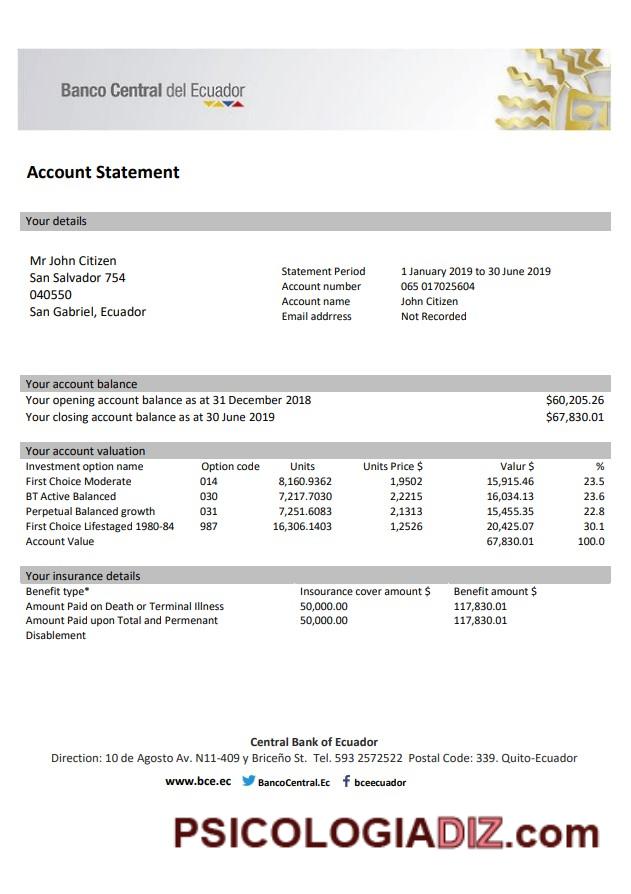 Banco Central del Ecuador
Account Statement
Your details
Mr John Citizen
San Salvador 754
040550
San Gabriel, Ecuador
Statement Period 1 January 2019 to 30 June 2019
Account number 065 017025604
Account name John Citizen
Email addrress Not Recorded
Your account balance
Your opening account balance as at 31 December 2018 $60,205.26
Your closing account balance as at 30 June 2019 $67,830.01
Your account valuation
Investment option name Option code Units Units Price $ Valur $ %
First Choice Moderate 014 8,160.9362 1,9502 15,915.46 23.5
BT Active Balanced 030 7,217.7030 2,2215 16,034.13 23.6
Perpetual Balanced growth 031 7,251.6083 2,1313 15,455.35 22.8
First Choice Lifestaged 1980-84 987 16,306.1403 1,2526 20,425.07 30.1
Account Value 67,830.01 100.0
Your insurance details
Benefit type* Insourance cover amount $ Benefit amount $
Amount Paid on Death or Terminal Illness 50,000.00 117,830.01
Amount Paid upon Total and Permenant 50,000.00 117,830.01
Disablement
Central Bank of Ecuador
Direction: 10 de Agosto Av. N11-409 y Briceño St. Tel. 593 2572522 Postal Code: 339. Quito-Ecuador
www.bce.ec BancoCentral.Ec bceecuador
PSICOLOGIADIZ.com